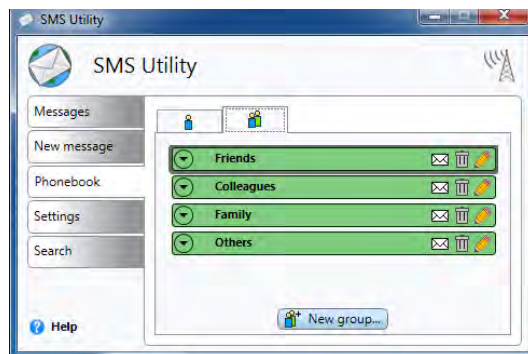 SMS Utility
SMS Utility
Messages
New message
Phonebook
Settings
Search
Help
Friends
Colleagues
Family
Others
New group...